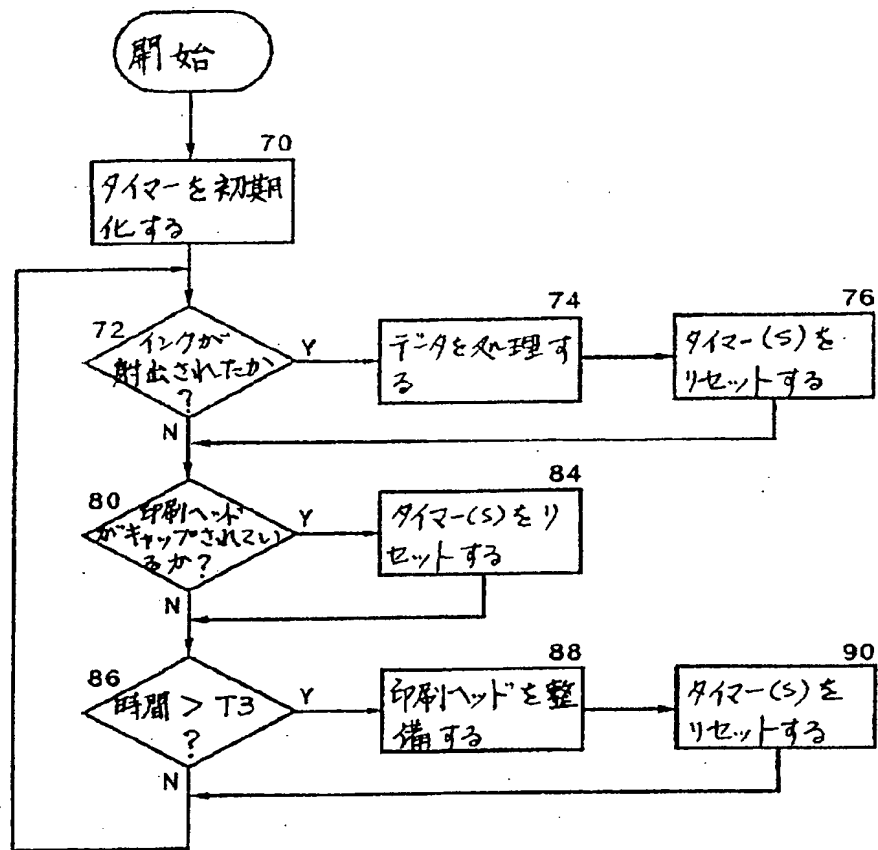 開始
70
タイマーを初期
化する
72
インクが
射出されたか
?
Y
N
74
データを処理す
る
76
タイマー(S)を
リセットする
80
印刷ヘッド
がキャップされてい
るか?
Y
N
84
タイマー(S)をリ
セットする
86
時間 > T3
?
Y
N
88
印刷ヘッドを整
備する
90
タイマー(S)を
リセットする